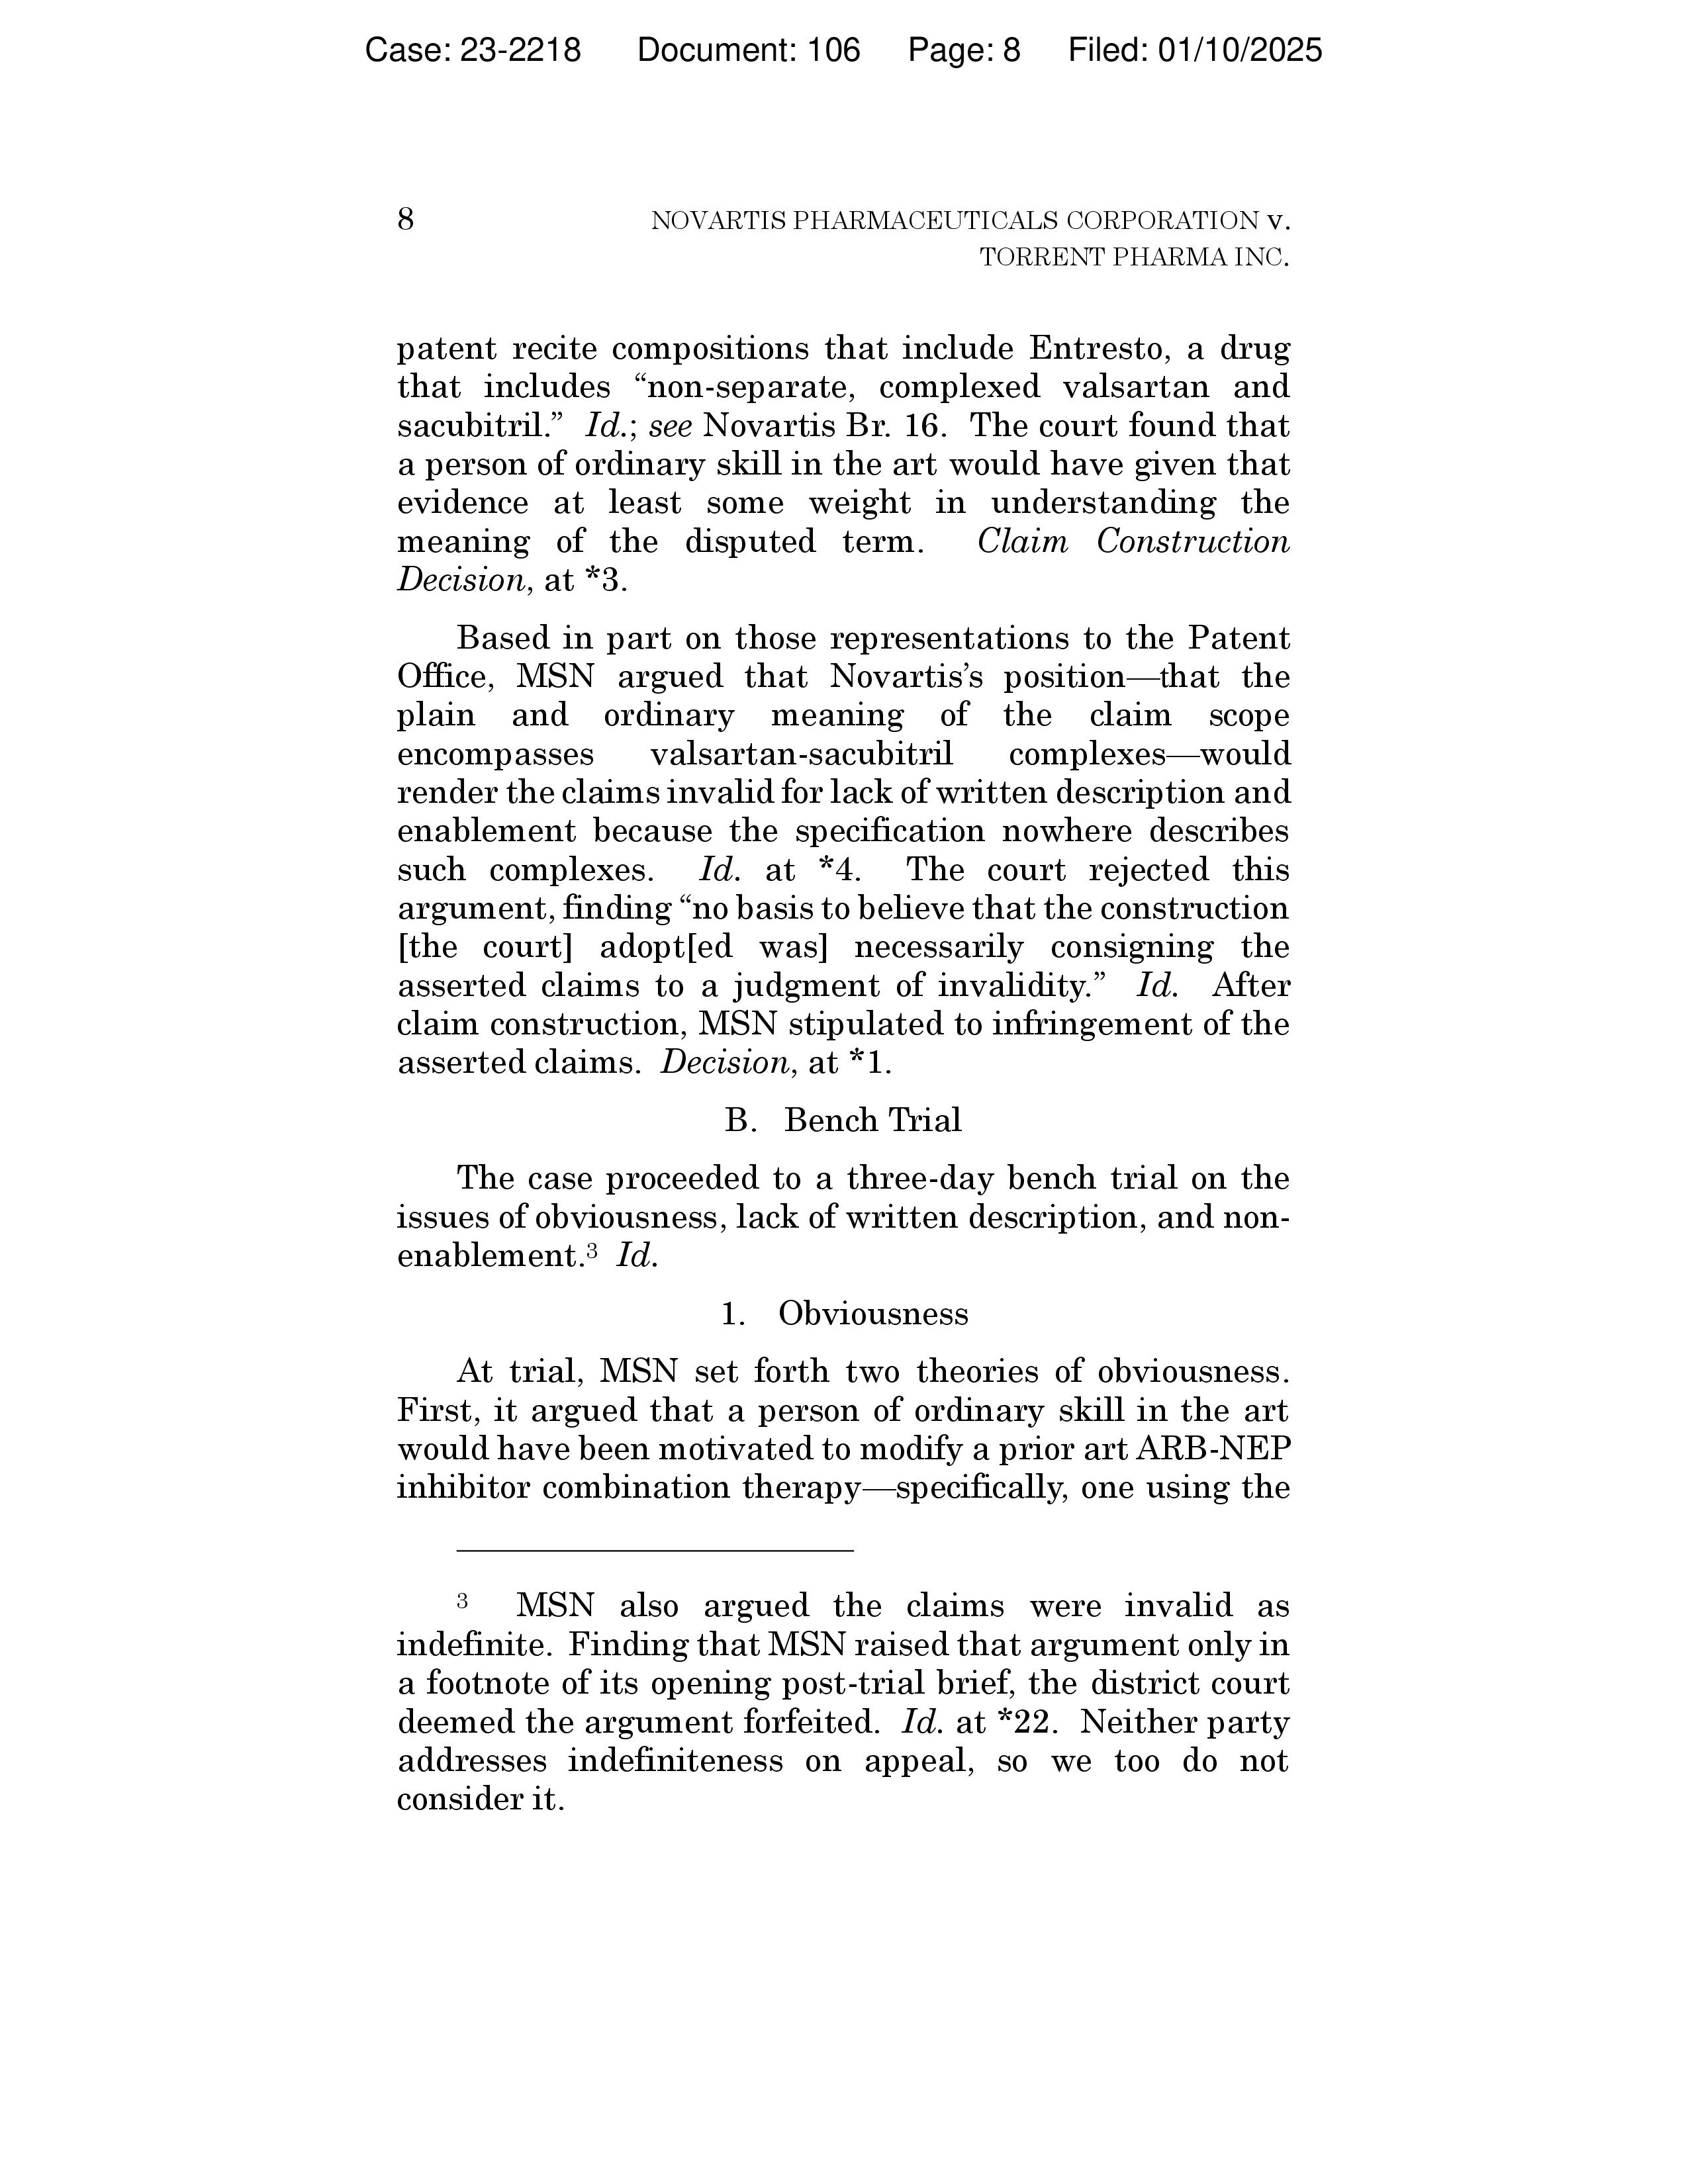 Case: 23-2218 Document: 106 Page: 8 Filed: 01/10/2025
8 NOVARTIS PHARMACEUTICALS CORPORATION v.
TORRENT PHARMA INC.
patent recite compositions that include Entresto, a drug
that includes “non-separate, complexed valsartan and
sacubitril.” Id.; see Novartis Br. 16. The court found that
a person of ordinary skill in the art would have given that
evidence at least some weight in understanding the
meaning of the disputed term. Claim Construction
Decision, at *3.
Based in part on those representations to the Patent
Office, MSN argued that Novartis’s position—that the
plain and ordinary meaning of the claim scope
encompasses valsartan-sacubitril complexes—would
render the claims invalid for lack of written description and
enablement because the specification nowhere describes
such complexes. Id. at *4. The court rejected this
argument, finding “no basis to believe that the construction
[the court] adopt[ed was] necessarily consigning the
asserted claims to a judgment of invalidity.” Id. After
claim construction, MSN stipulated to infringement of the
asserted claims. Decision, at *1.
B. Bench Trial
The case proceeded to a three-day bench trial on the
issues of obviousness, lack of written description, and non-
enablement.3 Id.
1. Obviousness
At trial, MSN set forth two theories of obviousness.
First, it argued that a person of ordinary skill in the art
would have been motivated to modify a prior art ARB-NEP
inhibitor combination therapy—specifically, one using the
3 MSN also argued the claims were invalid as
indefinite. Finding that MSN raised that argument only in
a footnote of its opening post-trial brief, the district court
deemed the argument forfeited. Id. at *22. Neither party
addresses indefiniteness on appeal, so we too do not
consider it.